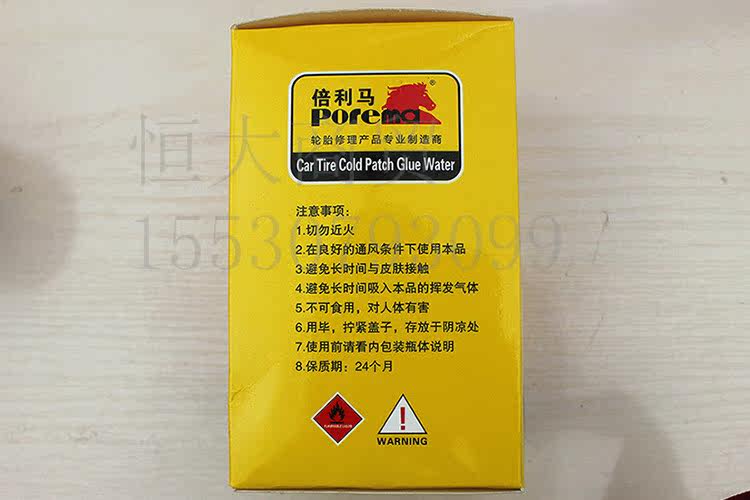 倍利马
®
Porema
轮胎修理产品专业制造商
Car Tire Cold Patch Glue Water
注意事项:
1.切勿近火
2.在良好的通风条件下使用本品
3.避免长时间与皮肤接触
4.避免长时间吸入本品的挥发气体
5.不可食用，对人体有害
6.用毕，拧紧盖子，存放于阴凉处
7.使用前请看内包装瓶体说明
8.保质期：24个月
WARNING
恒大商贸
15530793099/